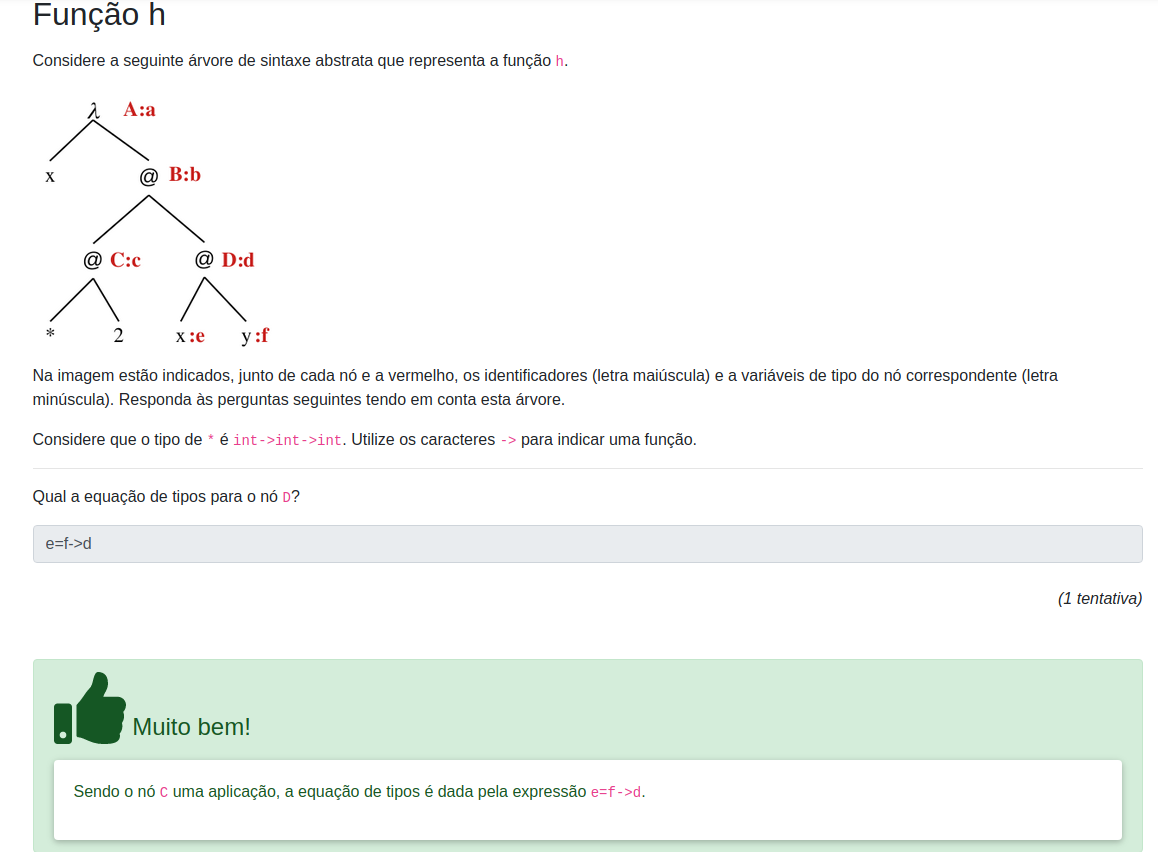 Função h
Considere a seguinte árvore de sintaxe abstrata que representa a função h.
λ A:a
x @ B:b
@ C:c @ D:d
* 2 x :e y :f
Na imagem estão indicados, junto de cada nó e a vermelho, os identificadores (letra maiúscula) e a variáveis de tipo do nó correspondente (letra
minúscula). Responda às perguntas seguintes tendo em conta esta árvore.
Considere que o tipo de * é int->int->int. Utilize os caracteres -> para indicar uma função.
Qual a equação de tipos para o nó D?
e=f->d
(1 tentativa)
Muito bem!
Sendo o nó C uma aplicação, a equação de tipos é dada pela expressão e=f->d.